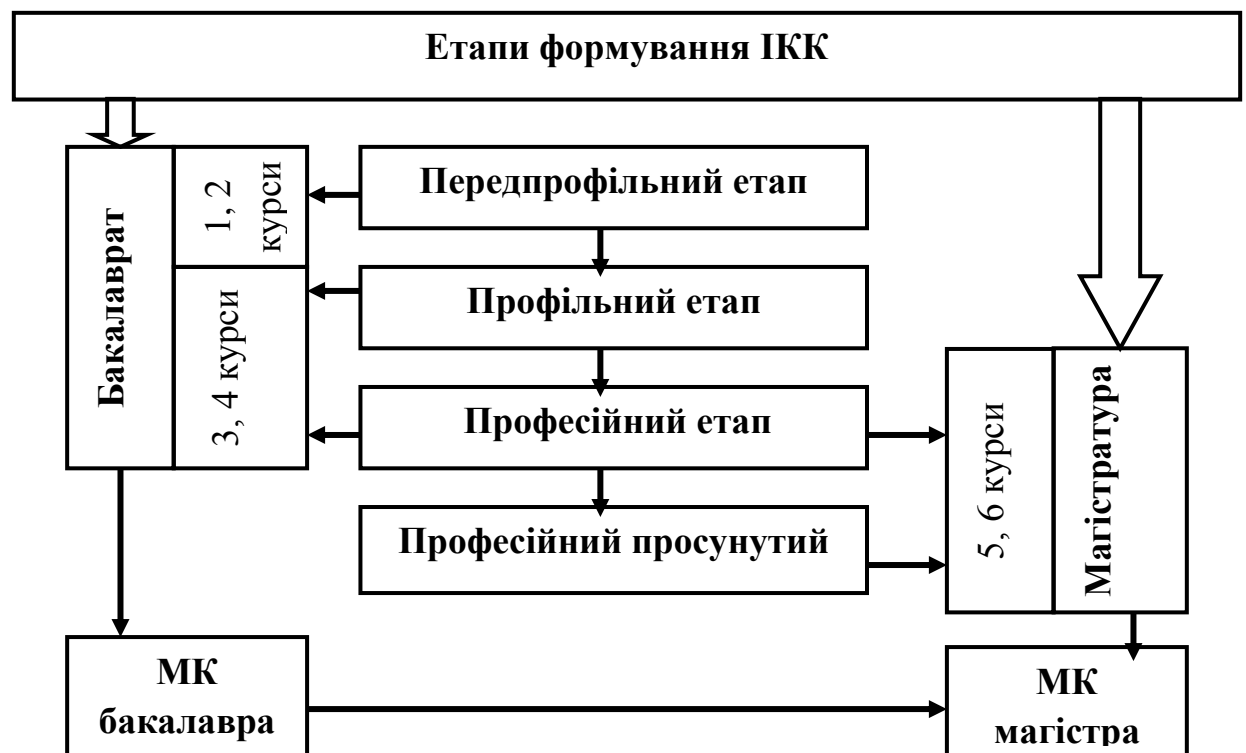 Етапи формування ІКК
Бакалаврат
1, 2
курси
3, 4 курси
Передпрофільний етап
Профільний етап
Професійний етап
Професійний просунутий
5, 6 курси
Магістратура
МК
бакалавра
МК
магістра